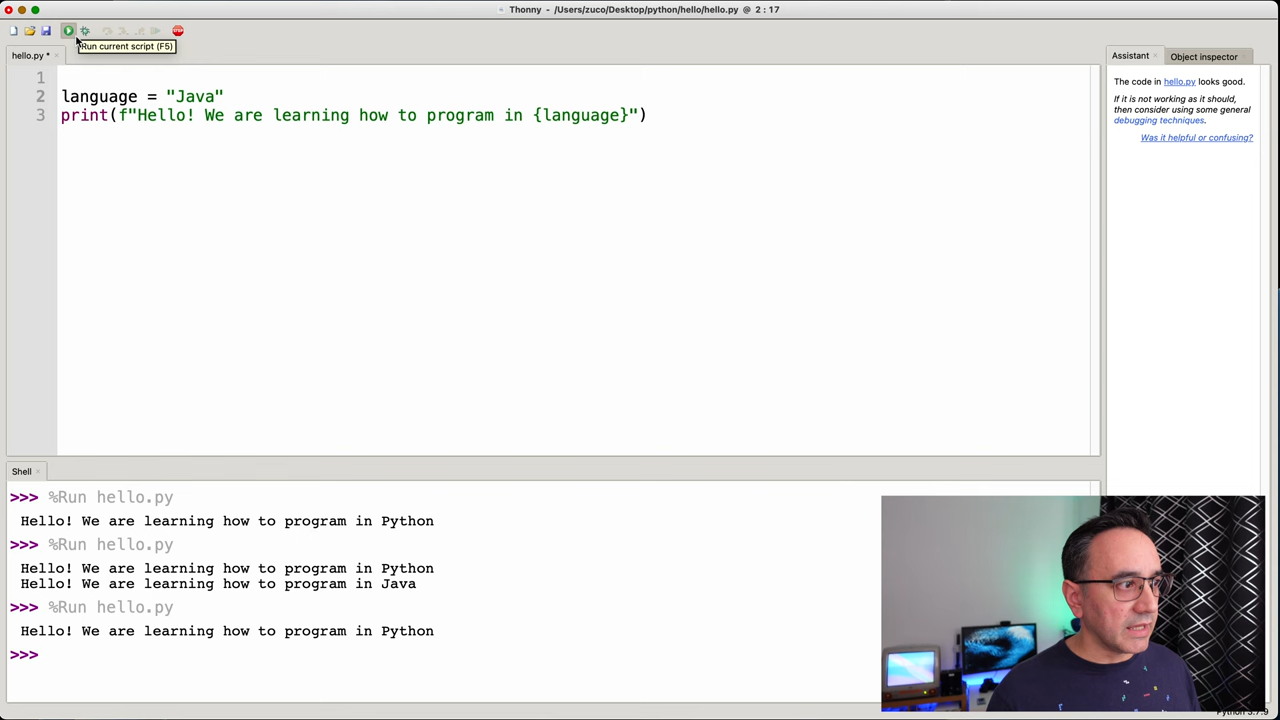 Thonny - /Users/zuco/Desktop/python/hello/hello.py @ 2 : 17
STOP
Run current script (F5)
hello.py *
1
2 language = "Java"
3 print(f"Hello! We are learning how to program in {language}")
Assistant
Object inspector
The code in hello.py looks good.
If it is not working as it should,
then consider using some general
debugging techniques.
Was it helpful or confusing?
Shell
>>> %Run hello.py
Hello! We are learning how to program in Python
>>> %Run hello.py
Hello! We are learning how to program in Python
Hello! We are learning how to program in Java
>>> %Run hello.py
Hello! We are learning how to program in Python
>>>
Python 3.7.9